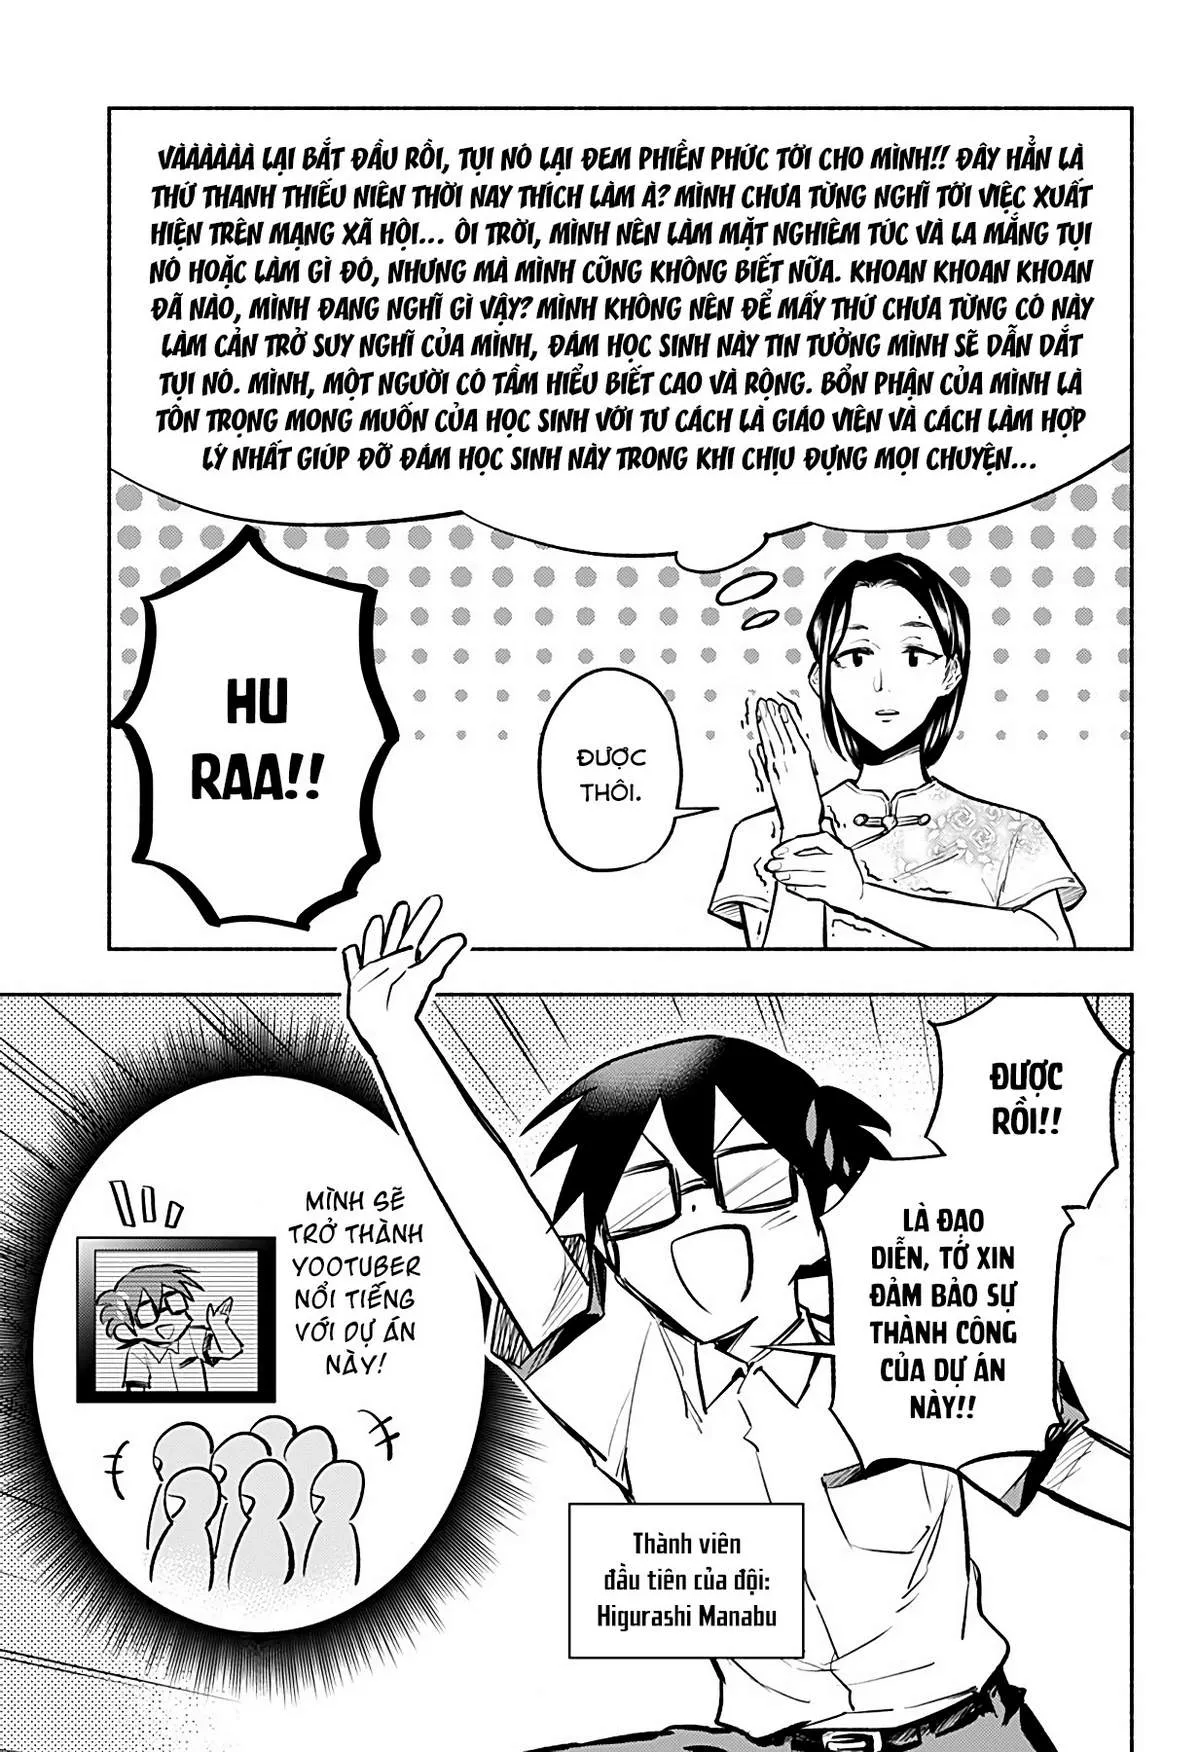 VÀÀÀÀÀÀ LẠI BẮT ĐẦU RỒI, TỤI NÓ LẠI ĐEM PHIỀN PHỨC TỚI CHO MÌNH!! ĐÂY HẲN LÀ
THỨ THANH THIẾU NIÊN THỜI NAY THÍCH LÀM À? MÌNH CHƯA TỪNG NGHĨ TỚI VIỆC XUẤT
HIỆN TRÊN MẠNG XÃ HỘI... ÔI TRỜI, MÌNH NÊN LÀM MẶT NGHIÊM TÚC VÀ LA MẮNG TỤI
NÓ HOẶC LÀM GÌ ĐÓ, NHƯNG MÀ MÌNH CŨNG KHÔNG BIẾT NỮA. KHOAN KHOAN KHOAN
ĐÃ NÀO, MÌNH ĐANG NGHĨ GÌ VẬY? MÌNH KHÔNG NÊN ĐỂ MẤY THỨ CHƯA TỪNG CÓ NÀY
LÀM CẢN TRỞ SUY NGHĨ CỦA MÌNH, ĐÁM HỌC SINH NÀY TIN TƯỞNG MÌNH SẼ DẪN DẮT
TỤI NÓ. MÌNH, MỘT NGƯỜI CÓ TẦM HIỂU BIẾT CAO VÀ RỘNG. BỔN PHẬN CỦA MÌNH LÀ
TÔN TRỌNG MONG MUỐN CỦA HỌC SINH VỚI TƯ CÁCH LÀ GIÁO VIÊN VÀ CÁCH LÀM HỢP
LÝ NHẤT GIÚP ĐỠ ĐÁM HỌC SINH NÀY TRONG KHI CHỊU ĐỰNG MỌI CHUYỆN...
ĐƯỢC
THÔI.
HU
RAA!!
ĐƯỢC
RỒI!!
LÀ ĐẠO
DIỄN, TỚ XIN
ĐẢM BẢO SỰ
THÀNH CÔNG
CỦA DỰ ÁN
NÀY!!
MÌNH SẼ
TRỞ THÀNH
YOOTUBER
NỔI TIẾNG
VỚI DỰ ÁN
NÀY!
Thành viên
đầu tiên của đội:
Higurashi Manabu